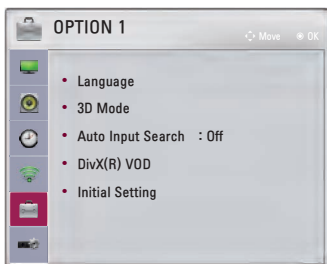 OPTION 1
Move
OK
• Language
• 3D Mode
• Auto Input Search : Off
• DivX(R) VOD
• Initial Setting